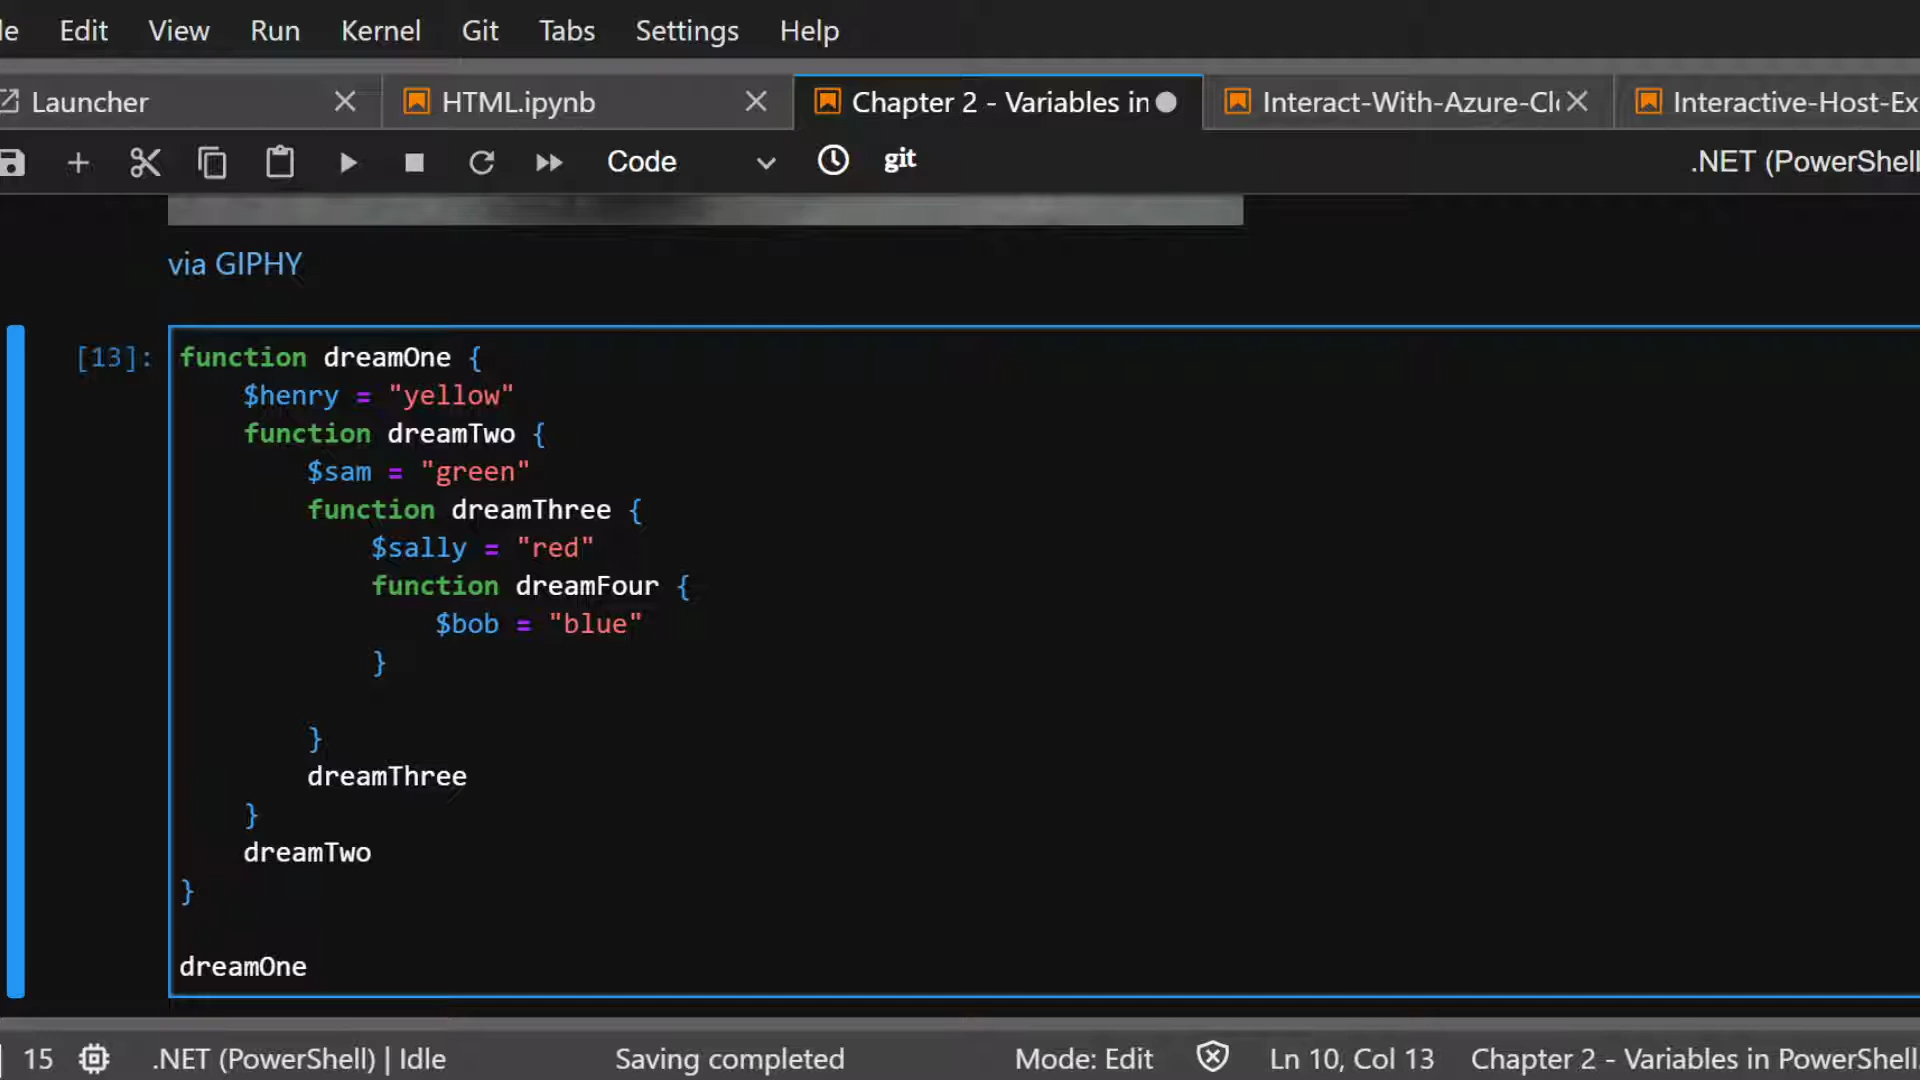 le Edit View Run Kernel Git Tabs Settings Help
Launcher HTML.ipynb Chapter 2 - Variables in Interact-With-Azure-Cl Interactive-Host-Ex
Code git .NET (PowerShell
via GIPHY
[13]: function dreamOne {
$henry = "yellow"
function dreamTwo {
$sam = "green"
function dreamThree {
$sally = "red"
function dreamFour {
$bob = "blue"
}
}
dreamThree
}
dreamTwo
}
dreamOne
15 .NET (PowerShell) | Idle Saving completed Mode: Edit Ln 10, Col 13 Chapter 2 - Variables in PowerShell